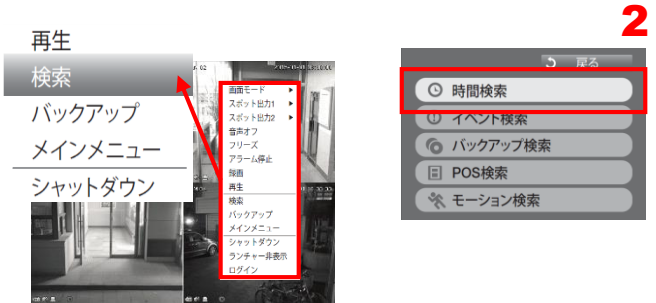 2
再生
検索
バックアップ
メインメニュー
シャットダウン
画面モード
スポット出力1
スポット出力2
音声オフ
フリーズ
アラーム停止
録画
再生
検索
バックアップ
メインメニュー
シャットダウン
ランチャー非表示
ログイン
戻る
時間検索
イベント検索
バックアップ検索
POS検索
モーション検索